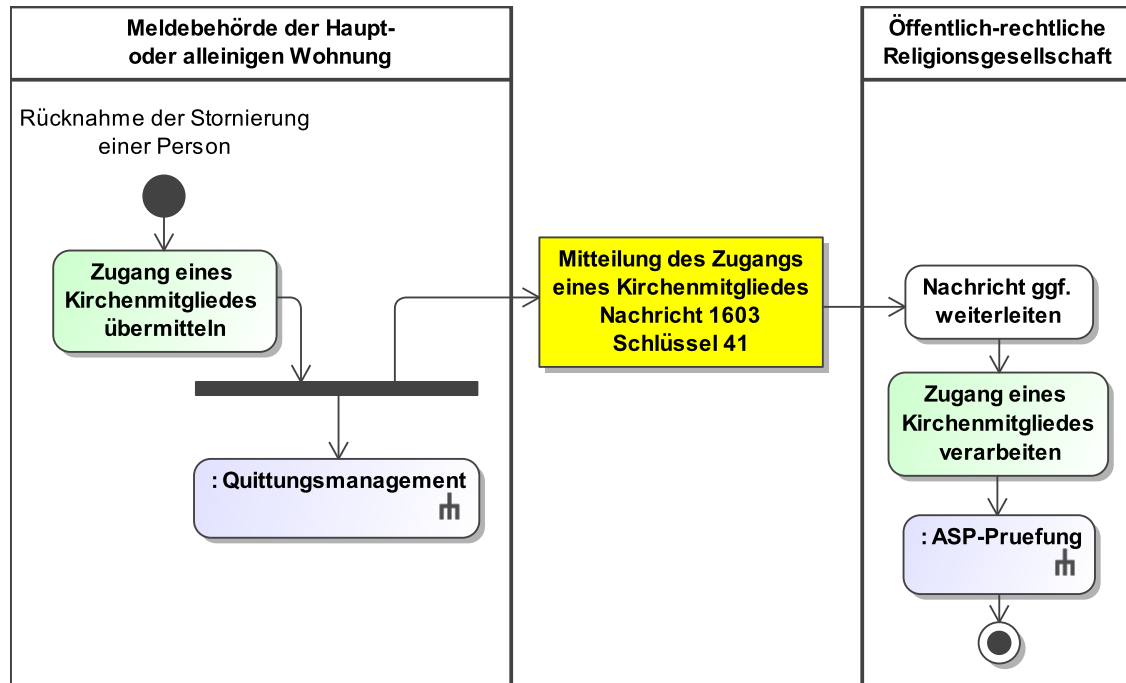 Meldebehörde der Haupt-
oder alleinigen Wohnung
Öffentlich-rechtliche
Religionsgesellschaft
Rücknahme der Stornierung
einer Person
Zugang eines
Kirchenmitgliedes
übermitteln
: Quittungsmanagement
Mitteilung des Zugangs
eines Kirchenmitgliedes
Nachricht 1603
Schlüssel 41
Nachricht ggf.
weiterleiten
Zugang eines
Kirchenmitgliedes
verarbeiten
: ASP-Pruefung